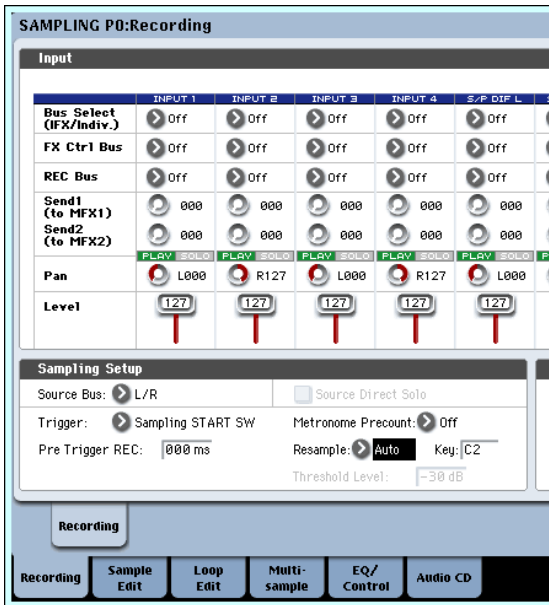 SAMPLING P0:Recording
Input
INPUT 1 INPUT 2 INPUT 3 INPUT 4 S/P DIF L
Bus Select (IFX/Indiv.) Off Off Off Off Off
FX Ctrl Bus Off Off Off Off Off
REC Bus Off Off Off Off Off
Send1 (to MFX1) 000 000 000 000 000
Send2 (to MFX2) 000 000 000 000 000
PLAY SOLO PLAY SOLO PLAY SOLO PLAY SOLO PLAY SOLO
Pan L000 R127 L000 R127 L000
Level 127 127 127 127 127
Sampling Setup
Source Bus: L/R Source Direct Solo
Trigger: Sampling START SW Metronome Precount: Off
Pre Trigger REC: 000 ms Resample: Auto Key: C2
Threshold Level: -30 dB
Recording
Recording Sample Edit Loop Edit Multi-sample EQ/Control Audio CD